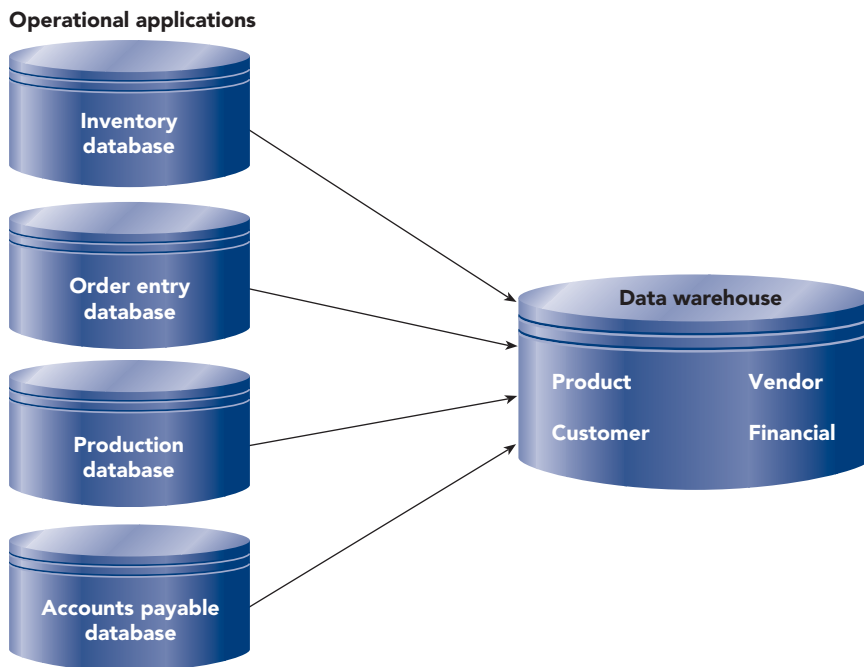 Operational applications
Inventory
database
Order entry
database
Production
database
Accounts payable
database
Data warehouse
Product Vendor
Customer Financial